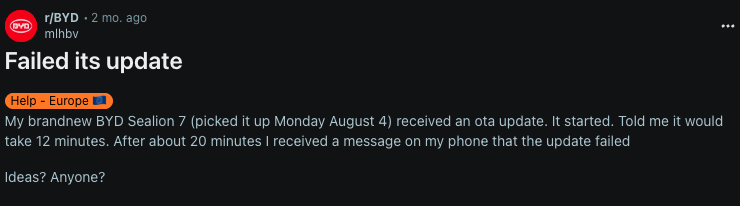 BYD
r/BYD • 2 mo. ago
mlhbv
Failed its update
Help - Europe
My brandnew BYD Sealion 7 (picked it up Monday August 4) received an ota update. It started. Told me it would
take 12 minutes. After about 20 minutes I received a message on my phone that the update failed
Ideas? Anyone?